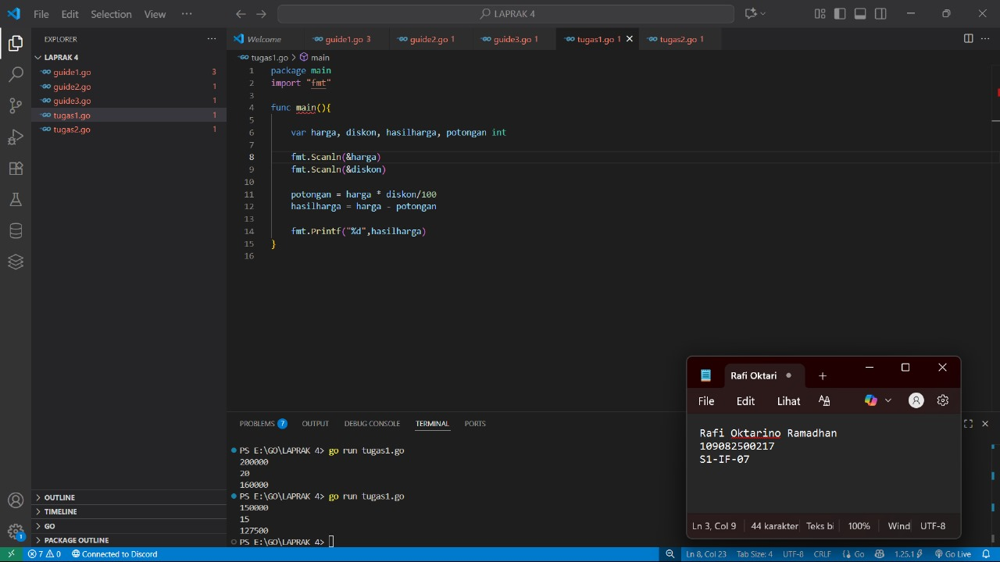 File Edit Selection View ··· LAPRAK 4
EXPLORER ···
LAPRAK 4
guide1.go 3
guide2.go 1
guide3.go 1
tugas1.go 1
tugas2.go 1
OUTLINE
TIMELINE
GO
PACKAGE OUTLINE
Welcome guide1.go 3 guide2.go 1 guide3.go 1 tugas1.go 1 tugas2.go 1 ···
tugas1.go > main
1 package main
2 import "fmt"
3
4 func main(){
5
6 var harga, diskon, hasilharga, potongan int
7
8 fmt.Scanln(&harga)
9 fmt.Scanln(&diskon)
10
11 potongan = harga * diskon/100
12 hasilharga = harga - potongan
13
14 fmt.Printf("%d",hasilharga)
15 }
16
PROBLEMS 7 OUTPUT DEBUG CONSOLE TERMINAL PORTS
PS E:\GO\LAPRAK 4> go run tugas1.go
200000
20
160000
PS E:\GO\LAPRAK 4> go run tugas1.go
150000
15
127500
PS E:\GO\LAPRAK 4>
Rafi Oktari
File Edit Lihat
Rafi Oktarino Ramadhan
109082500217
S1-IF-07
Ln 3, Col 9 44 karakter Teks bi 100% Wind UTF-8
1
7 0 Connected to Discord Ln 8, Col 23 Tab Size: 4 UTF-8 CRLF Go 1.25.1 Go Live